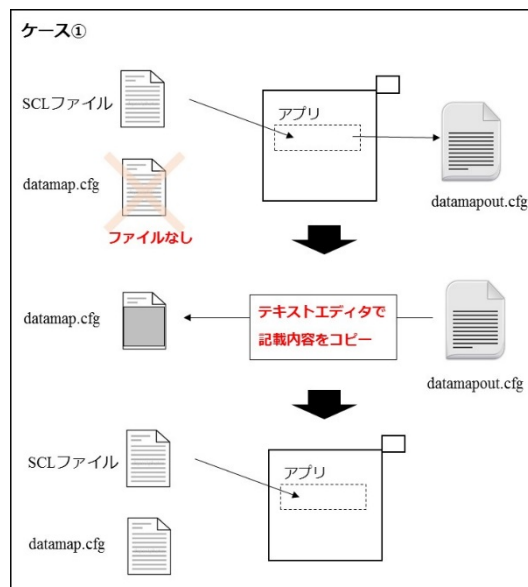 ケース①
SCLファイル
アプリ
datamap.cfg
ファイルなし
datamapout.cfg
datamap.cfg
テキストエディタで
記載内容をコピー
datamapout.cfg
SCLファイル
アプリ
datamap.cfg